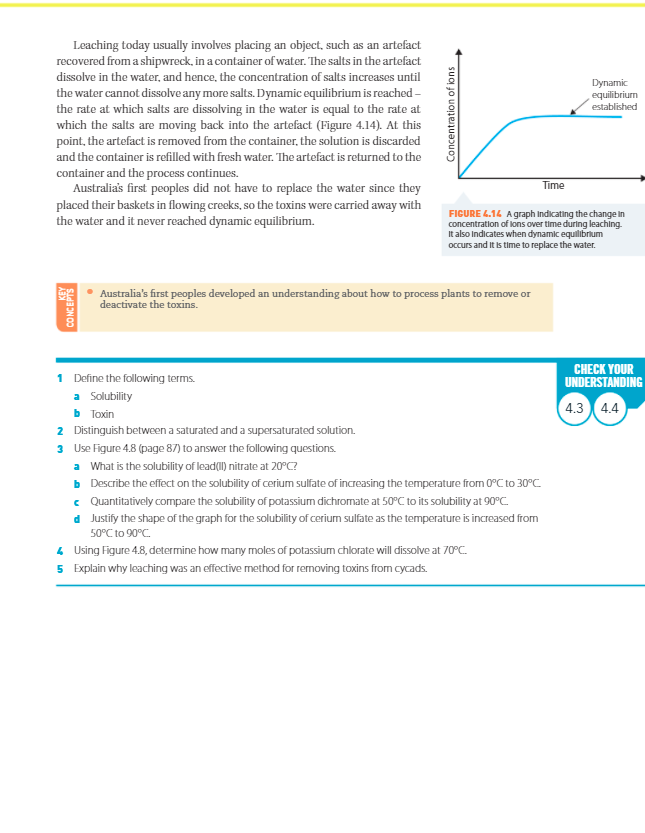 Leaching today usually involves placing an object, such as an artefact
recovered from a shipwreck, in a container of water. The salts in the artefact
dissolve in the water, and hence, the concentration of salts increases until
the water cannot dissolve any more salts. Dynamic equilibrium is reached –
the rate at which salts are dissolving in the water is equal to the rate at
which the salts are moving back into the artefact (Figure 4.14). At this
point, the artefact is removed from the container, the solution is discarded
and the container is refilled with fresh water. The artefact is returned to the
container and the process continues.
Australia's first peoples did not have to replace the water since they
placed their baskets in flowing creeks, so the toxins were carried away with
the water and it never reached dynamic equilibrium.
Concentration of ions
Dynamic
equilibrium
established
Time
FIGURE 4.14 A graph indicating the change in
concentration of ions over time during leaching.
It also indicates when dynamic equilibrium
occurs and it is time to replace the water.
KEY
CONCEPTS
• Australia's first peoples developed an understanding about how to process plants to remove or
deactivate the toxins.
CHECK YOUR
UNDERSTANDING
4.3 4.4
1 Define the following terms.
a Solubility
b Toxin
2 Distinguish between a saturated and a supersaturated solution.
3 Use Figure 4.8 (page 87) to answer the following questions.
a What is the solubility of lead(II) nitrate at 20°C?
b Describe the effect on the solubility of cerium sulfate of increasing the temperature from 0°C to 30°C.
c Quantitatively compare the solubility of potassium dichromate at 50°C to its solubility at 90°C.
d Justify the shape of the graph for the solubility of cerium sulfate as the temperature is increased from
50°C to 90°C.
4 Using Figure 4.8, determine how many moles of potassium chlorate will dissolve at 70°C.
5 Explain why leaching was an effective method for removing toxins from cycads.